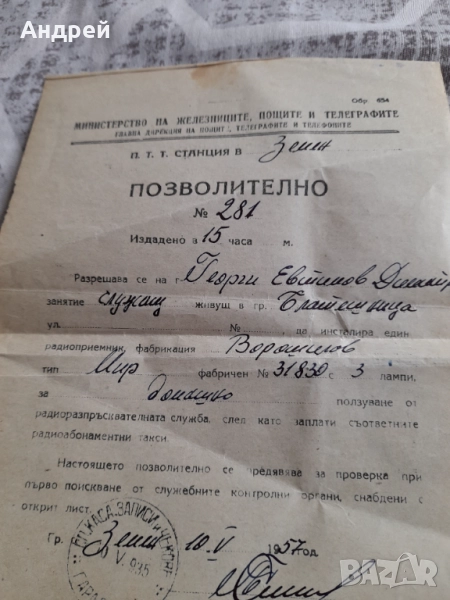 Андрей
Обр. 654
МИНИСТЕРСТВО НА ЖЕЛЕЗНИЦИТЕ, ПОЩИТЕ И ТЕЛЕГРАФИТЕ
ГЛАВНА ДИРЕКЦИЯ НА ПОЩИТЕ, ТЕЛЕГРАФИТЕ И ТЕЛЕФОНИТЕ
П. Т. Т. СТАНЦИЯ В Земен
ПОЗВОЛИТЕЛНО
№ 281
Издадено в 15 часа м.
Разрешава се на г. Георги Евтимов
занятие служащ живущ в гр.
ул. №, да инсталира един
радиоприемник, фабрикация Ворошилов
тип Мир фабричен № 31830 с 3 лампи,
за домашно ползуване от
радиоразпръсквателната служба, след като заплати съответните
радиоабонаментни такси.
Настоящето позволително се предявява за проверка при
първо поискване от служебните контролни органи, снабдени с
открит лист.
Гр. Земен 10.V 1957 год.
BAZAR